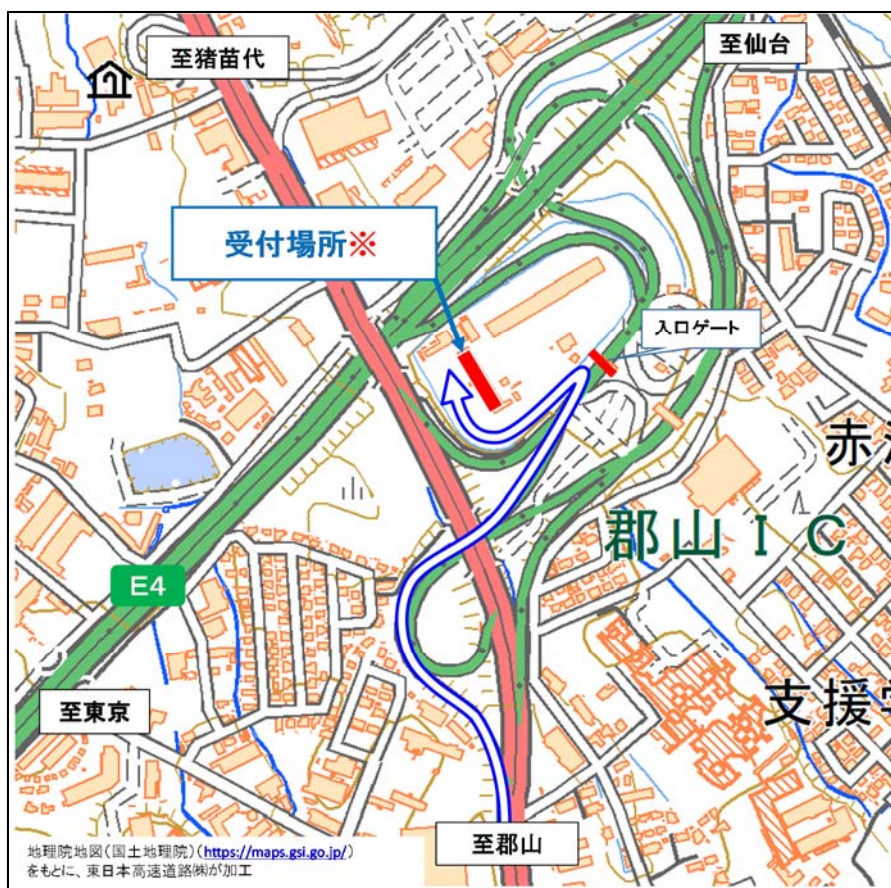 至猪苗代
至仙台
受付場所※
入口ゲート
赤
郡山IC
E4
支援
至東京
至郡山
地理院地図(国土地理院)(https://maps.gsi.go.jp/)
をもとに、東日本高速道路㈱が加工